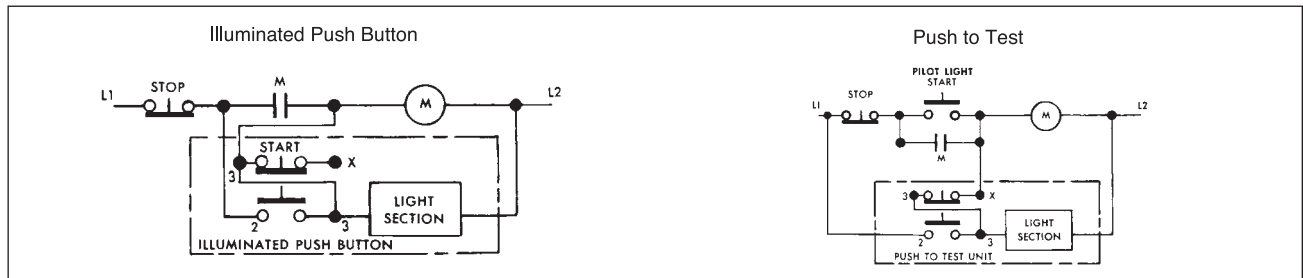 Illuminated Push Button
L1
STOP
M
M
L2
START
3
X
2
3
LIGHT
SECTION
ILLUMINATED PUSH BUTTON
Push to Test
PILOT LIGHT
START
L1
STOP
M
M
L2
3
X
2
3
LIGHT
SECTION
PUSH TO TEST UNIT